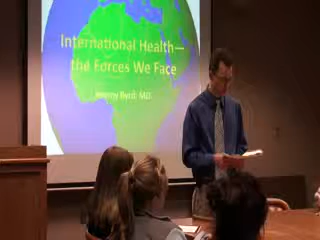 International Health—
the Forces We Face
Jeremy Byrd, MD